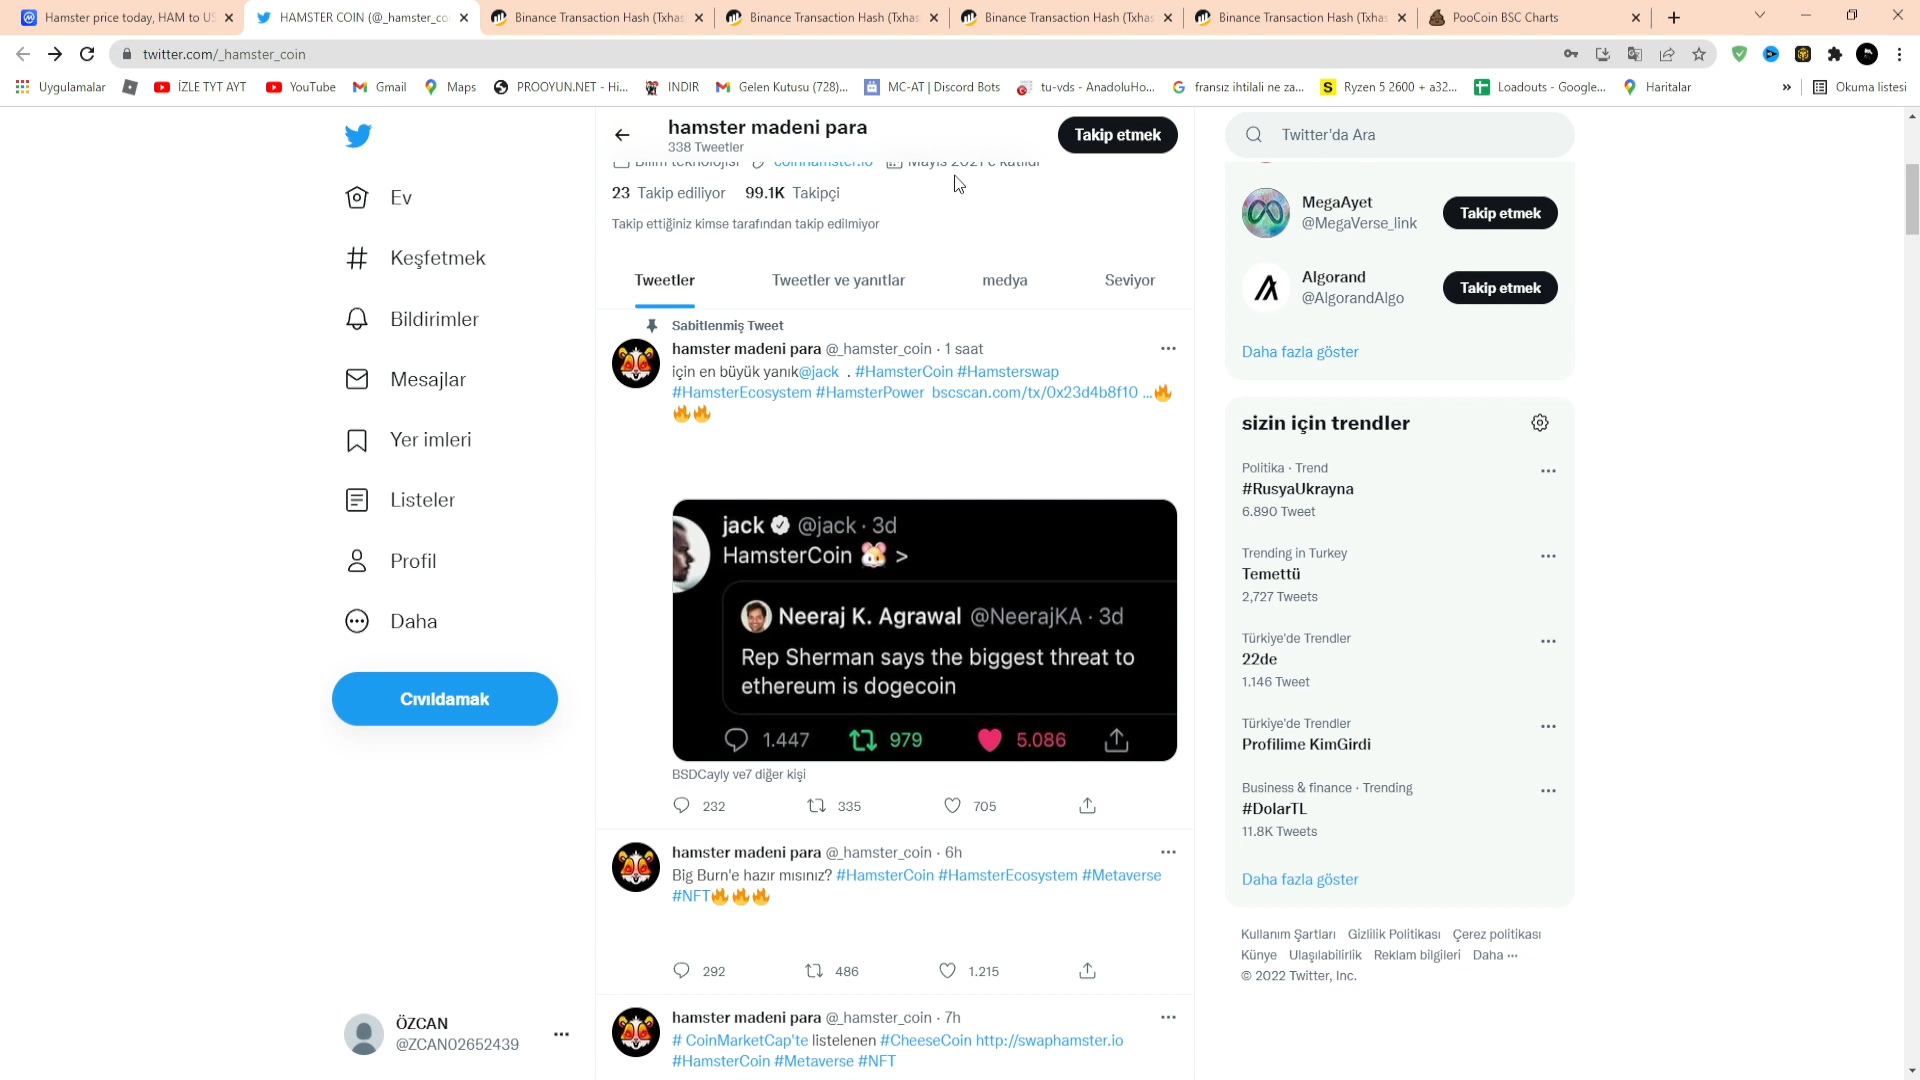 Hamster price today, HAM to US
HAMSTER COIN (@_hamster_co
Binance Transaction Hash (Txhas
Binance Transaction Hash (Txhas
Binance Transaction Hash (Txhas
Binance Transaction Hash (Txhas
PooCoin BSC Charts
twitter.com/_hamster_coin
Uygulamalar
İZLE TYT AYT
YouTube
Gmail
Maps
PROOYUN.NET - Hi...
INDIR
Gelen Kutusu (728)...
MC-AT | Discord Bots
tu-vds - AnadoluHo...
fransız ihtilali ne za...
Ryzen 5 2600 + a32...
Loadouts - Google...
Haritalar
»
Okuma listesi
Ev
Keşfetmek
Bildirimler
Mesajlar
Yer imleri
Listeler
Profil
Daha
Cıvıldamak
ÖZCAN
@ZCAN02652439
hamster madeni para
338 Tweetler
Takip etmek
Bilim teknolojisi coinhamster.io Mayıs 2021'e katıldı
23 Takip ediliyor 99.1K Takipçi
Takip ettiğiniz kimse tarafından takip edilmiyor
Tweetler Tweetler ve yanıtlar medya Seviyor
Sabitlenmiş Tweet
hamster madeni para @_hamster_coin · 1 saat
için en büyük yanık@jack . #HamsterCoin #Hamsterswap
#HamsterEcosystem #HamsterPower bscscan.com/tx/0x23d4b8f10 ...🔥
🔥🔥
jack @jack · 3d
HamsterCoin 🐹 >
Neeraj K. Agrawal @NeerajKA · 3d
Rep Sherman says the biggest threat to
ethereum is dogecoin
1.447 979 5.086
BSDCayly ve7 diğer kişi
232 335 705
hamster madeni para @_hamster_coin · 6h
Big Burn'e hazır mısınız? #HamsterCoin #HamsterEcosystem #Metaverse
#NFT🔥🔥🔥
292 486 1.215
hamster madeni para @_hamster_coin · 7h
# CoinMarketCap'te listelenen #CheeseCoin http://swaphamster.io
#HamsterCoin #Metaverse #NFT
Twitter'da Ara
MegaAyet
@MegaVerse_link
Takip etmek
Algorand
@AlgorandAlgo
Takip etmek
Daha fazla göster
sizin için trendler
Politika · Trend
#RusyaUkrayna
6.890 Tweet
Trending in Turkey
Temettü
2,727 Tweets
Türkiye'de Trendler
22de
1.146 Tweet
Türkiye'de Trendler
Profilime KimGirdi
Business & finance · Trending
#DolarTL
11.8K Tweets
Daha fazla göster
Kullanım Şartları Gizlilik Politikası Çerez politikası
Künye Ulaşılabilirlik Reklam bilgileri Daha ···
© 2022 Twitter, Inc.